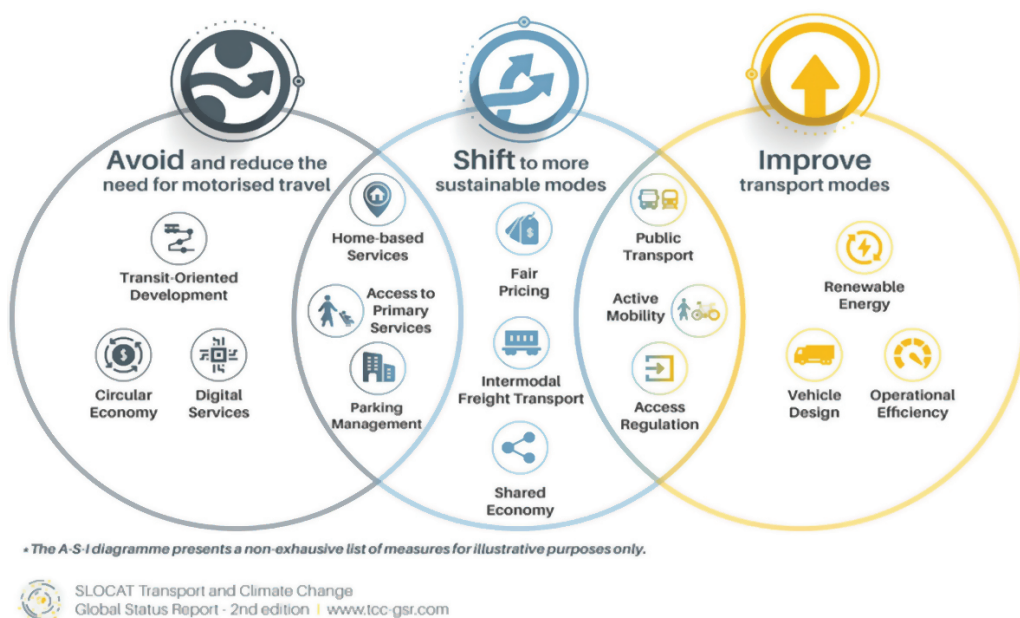 Avoid and reduce the
need for motorised travel
Shift to more
sustainable modes
Improve
transport modes
Transit-Oriented
Development
Circular
Economy
Digital
Services
Home-based
Services
Access to
Primary
Services
Parking
Management
Fair
Pricing
Intermodal
Freight Transport
Shared
Economy
Public
Transport
Active
Mobility
Access
Regulation
Renewable
Energy
Vehicle
Design
Operational
Efficiency
* The A-S-I diagramme presents a non-exhausive list of measures for illustrative purposes only.
SLOCAT Transport and Climate Change
Global Status Report - 2nd edition | www.tcc-gsr.com